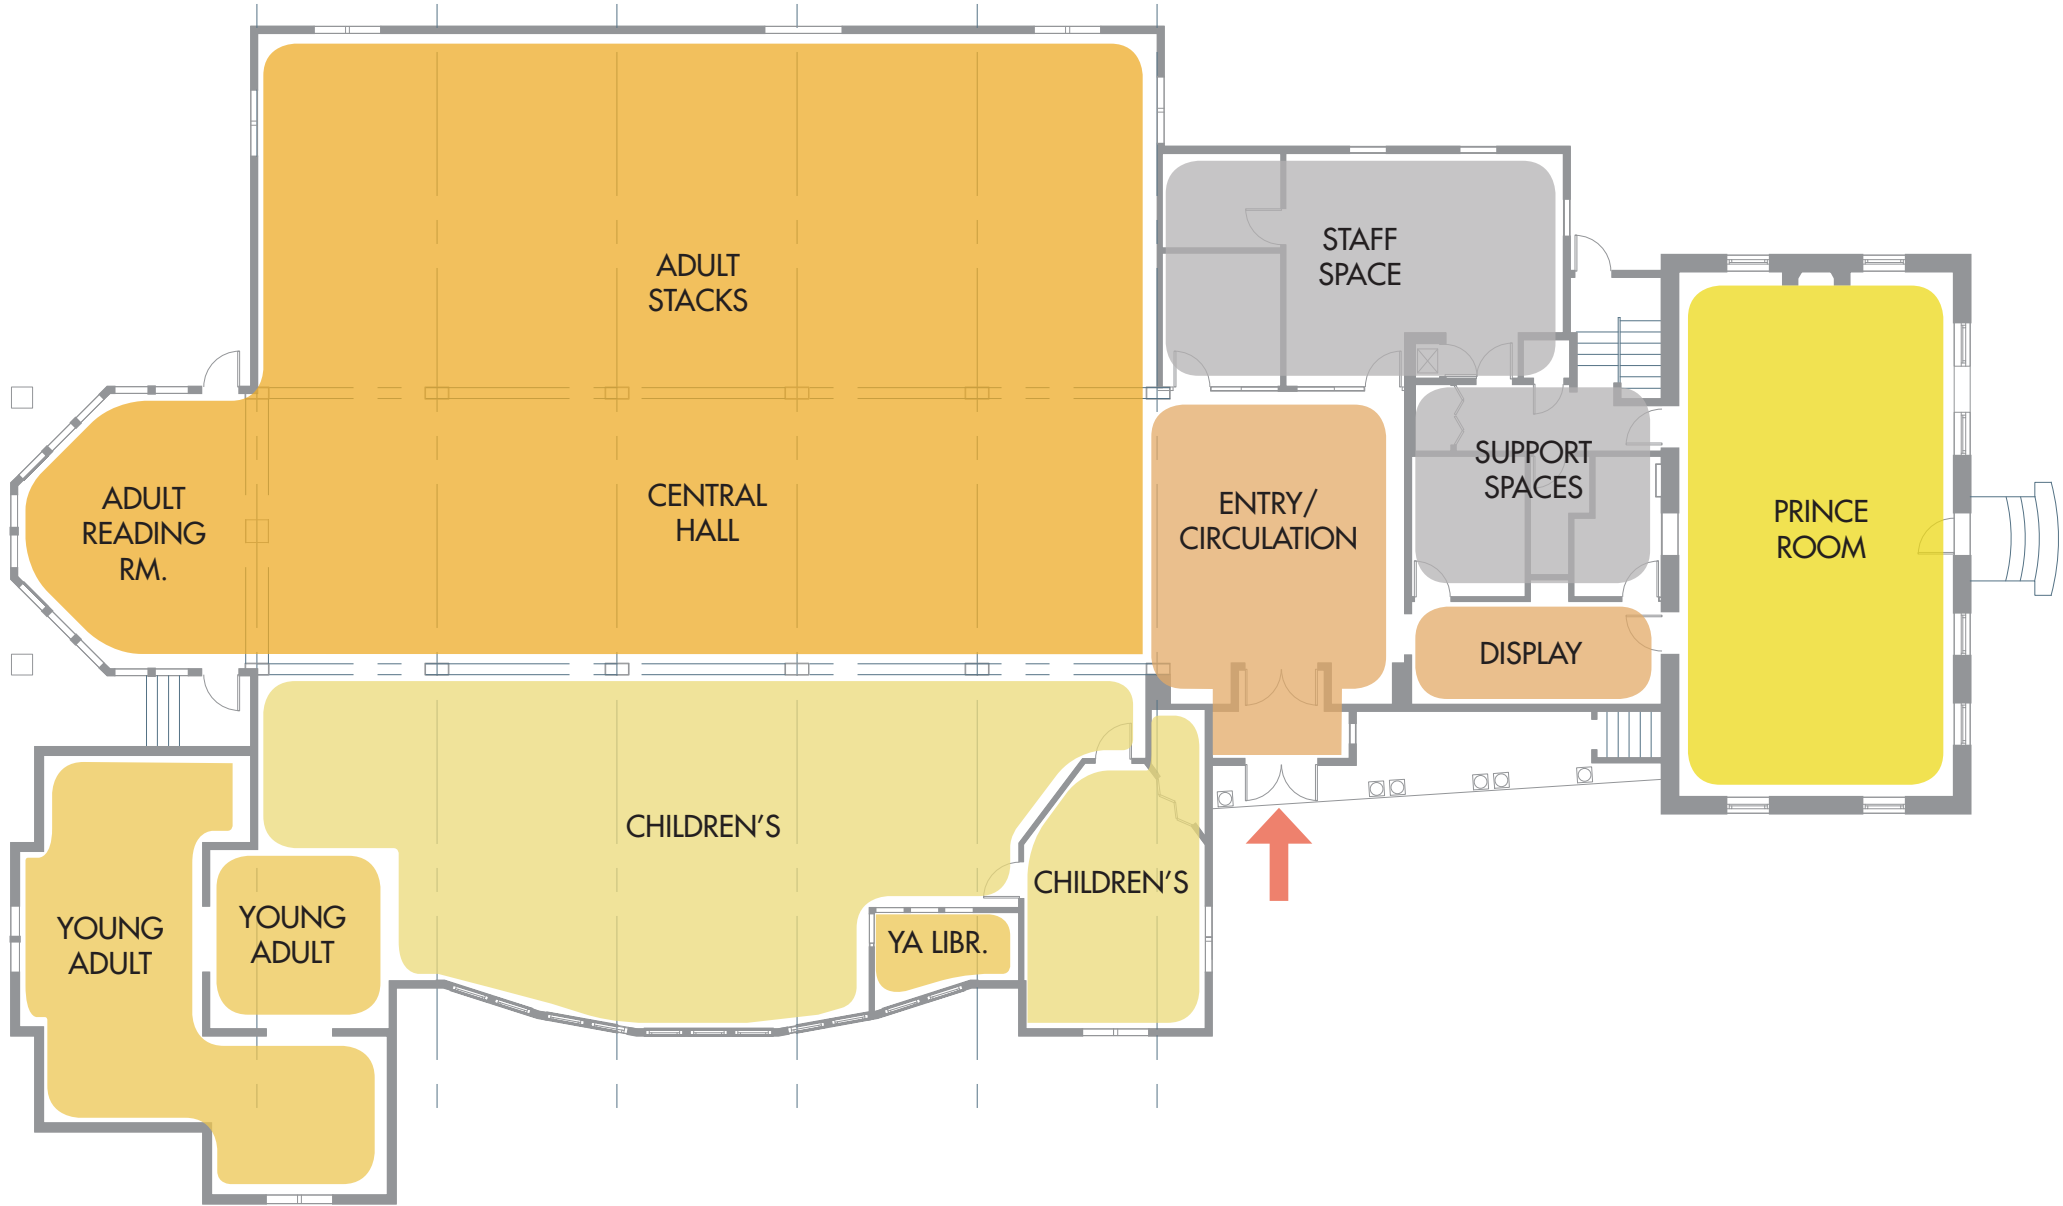 ADULT
STACKS
STAFF
SPACE
ADULT
READING
RM.
CENTRAL
HALL
ENTRY/
CIRCULATION
SUPPORT
SPACES
PRINCE
ROOM
DISPLAY
CHILDREN'S
CHILDREN'S
YOUNG
ADULT
YOUNG
ADULT
YA LIBR.